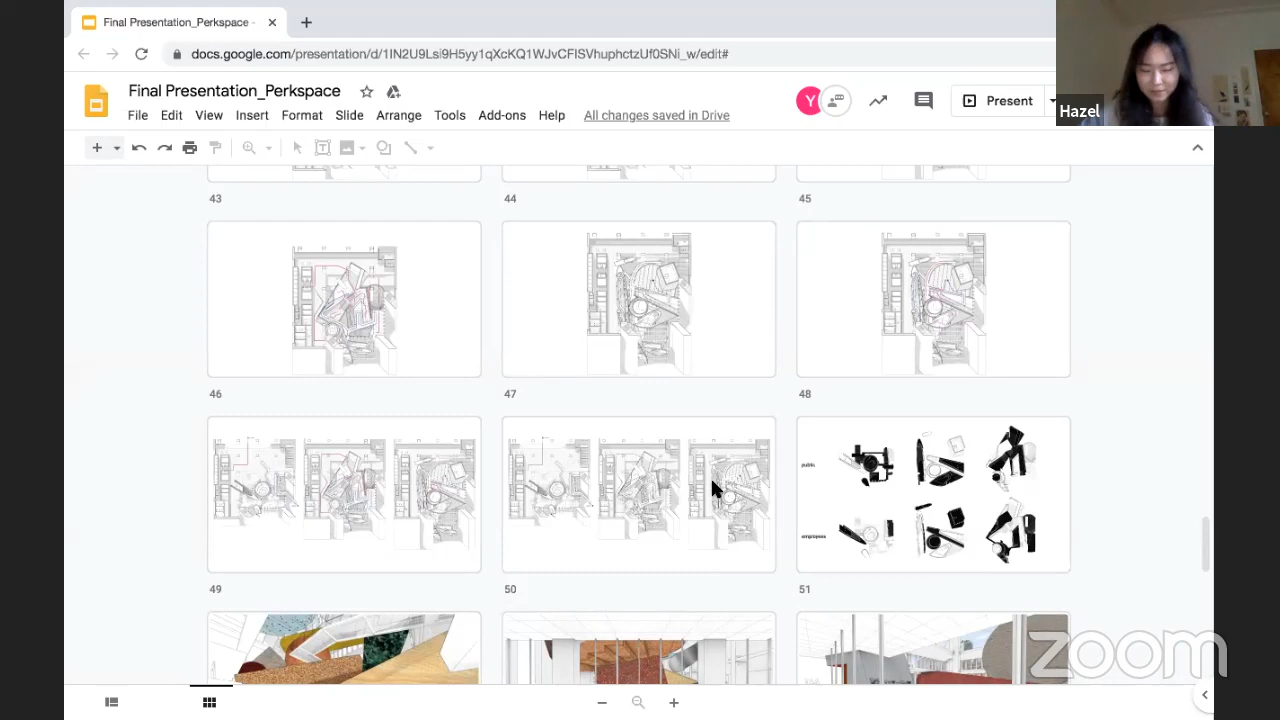 Final Presentation_Perkspace -
docs.google.com/presentation/d/1IN2U9Lsi9H5yy1qXcKQ1WJvCFISVhuphctzUf0SNi_w/edit#
Final Presentation_Perkspace
File Edit View Insert Format Slide Arrange Tools Add-ons Help All changes saved in Drive
Y
Present
Hazel
43 44 45
46 47 48
public
employees
49 50 51
zoom